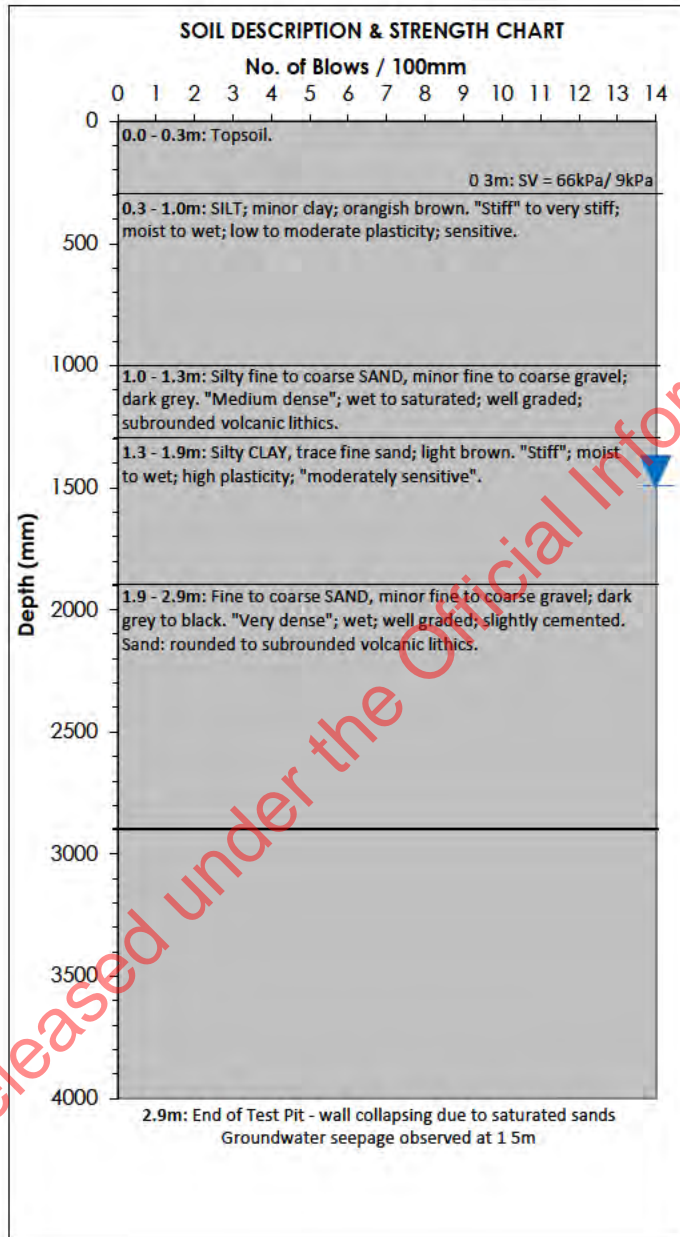 SOIL DESCRIPTION & STRENGTH CHART
No. of Blows / 100mm
0 1 2 3 4 5 6 7 8 9 10 11 12 13 14
0
0.0 - 0.3m: Topsoil.
0 3m: SV = 66kPa/ 9kPa
0.3 - 1.0m: SILT; minor clay; orangish brown. "Stiff" to very stiff;
moist to wet; low to moderate plasticity; sensitive.
500
1000
1.0 - 1.3m: Silty fine to coarse SAND, minor fine to coarse gravel;
dark grey. "Medium dense"; wet to saturated; well graded;
subrounded volcanic lithics.
1.3 - 1.9m: Silty CLAY, trace fine sand; light brown. "Stiff"; moist
to wet; high plasticity; "moderately sensitive".
1500
Depth (mm)
1.9 - 2.9m: Fine to coarse SAND, minor fine to coarse gravel; dark
2000
grey to black. "Very dense"; wet; well graded; slightly cemented.
Sand: rounded to subrounded volcanic lithics.
2500
3000
3500
4000
2.9m: End of Test Pit - wall collapsing due to saturated sands
Groundwater seepage observed at 1 5m
eleased under the Official Infor